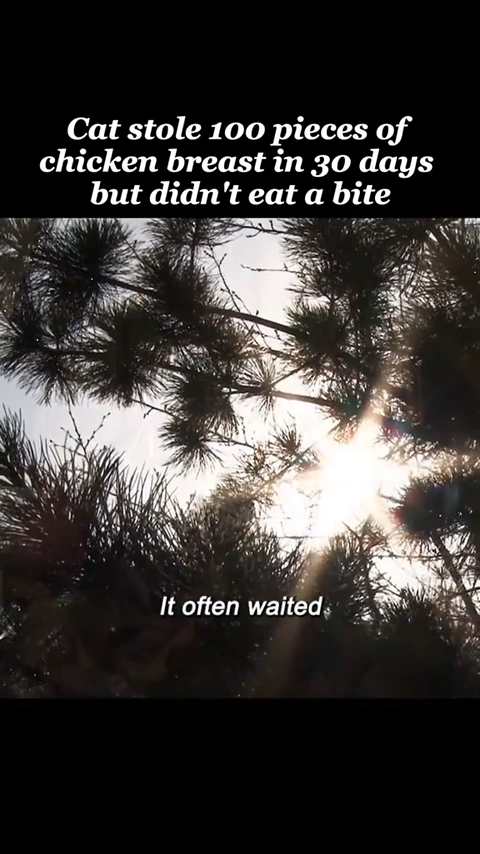 Cat stole 100 pieces of
chicken breast in 30 days
but didn't eat a bite
It often waited